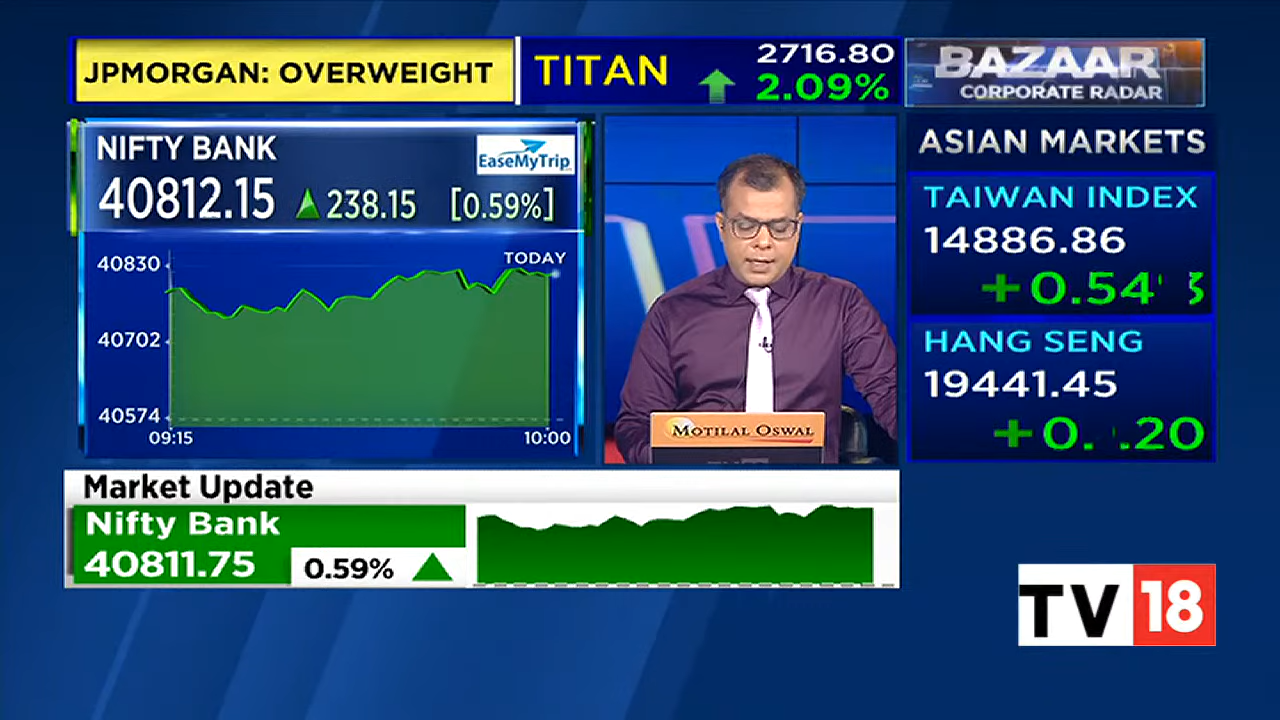 JPMORGAN: OVERWEIGHT
TITAN
2716.80
2.09%
BAZAAR
CORPORATE RADAR
NIFTY BANK
40812.15
238.15
[0.59%]
EaseMyTrip
TODAY
40830
40702
40574
09:15
10:00
MOTILAL OSWAL
ASIAN MARKETS
TAIWAN INDEX
14886.86
HANG SENG
19441.45
Market Update
Nifty Bank
40811.75
0.59%
TV18